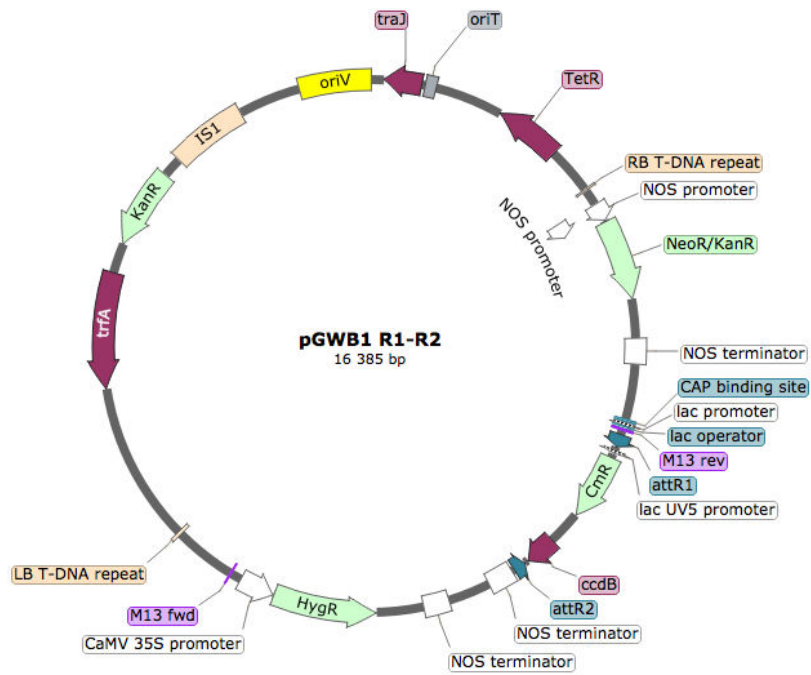 traJ
oriT
oriV
TetR
IS1
RB T-DNA repeat
NOS promoter
KanR
NOS promoter
NeoR/KanR
trfA
pGWB1 R1-R2
16 385 bp
NOS terminator
CAP binding site
lac promoter
lac operator
M13 rev
attR1
CmR
lac UV5 promoter
LB T-DNA repeat
ccdB
HygR
attR2
M13 fwd
NOS terminator
CaMV 35S promoter
NOS terminator